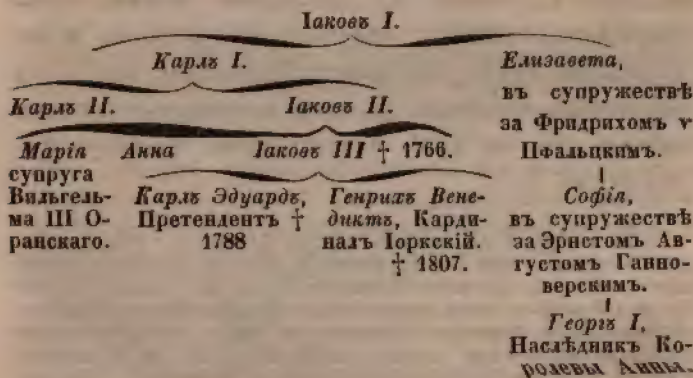 Іаковъ I.
Карлъ I.
Елизавета,
въ супружествѣ
за Фридрихомъ v
Пфальцкимъ.
Карлъ II.
Іаковъ II.
Марія
супруга
Вильгель-
ма III О-
ранскаго.
Анна
Іаковъ III † 1766.
Карлъ Эдуардъ,
Претендентъ †
1788
Генрихъ Вене-
диктъ, Карди-
налъ Іоркскій.
† 1807.
Софія,
въ супружествѣ
за Эрнстомъ Ав-
густомъ Ганно-
верскимъ.
Георгъ I,
Наслѣдникъ Ко-
ролевы Анны.